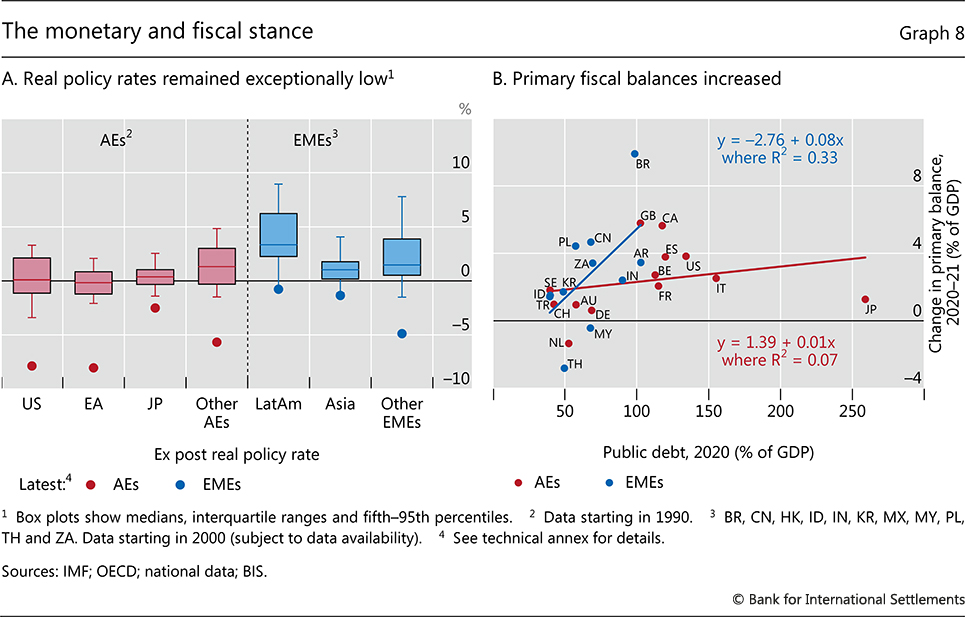 The monetary and fiscal stance
Graph 8
A. Real policy rates remained exceptionally low¹
%
AEs²
EMEs³
10
5
0
–5
–10
US
EA
JP
Other
AEs
LatAm
Asia
Other
EMEs
Ex post real policy rate
Latest:⁴
AEs
EMEs
B. Primary fiscal balances increased
y = –2.76 + 0.08x
where R² = 0.33
BR
GB
CA
PL
CN
ZA
AR
ES
US
BE
IN
FR
IT
SE
KR
ID
TR
CH
AU
DE
JP
MY
NL
TH
y = 1.39 + 0.01x
where R² = 0.07
8
4
0
–4
Change in primary balance,
2020–21 (% of GDP)
50
100
150
200
250
Public debt, 2020 (% of GDP)
AEs
EMEs
¹ Box plots show medians, interquartile ranges and fifth–95th percentiles. ² Data starting in 1990. ³ BR, CN, HK, ID, IN, KR, MX, MY, PL,
TH and ZA. Data starting in 2000 (subject to data availability). ⁴ See technical annex for details.
Sources: IMF; OECD; national data; BIS.
© Bank for International Settlements